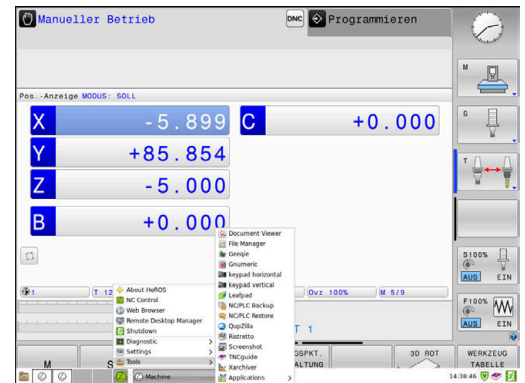 Manueller Betrieb
DNC
Programmieren
Pos.-Anzeige MODUS: SOLL
X -5.899
C +0.000
Y +85.854
Z -5.000
B +0.000
M
S
T
S100%
AUS EIN
F100%
AUS EIN
1
T 12
Ovr 100%
M 5/9
T 1
Document Viewer
File Manager
Geeqie
Gnumeric
keypad horizontal
keypad vertical
Leafpad
NC/PLC Backup
NC/PLC Restore
QupZilla
Ristretto
Screenshot
TNCguide
Xarchiver
Applications
About HeROS
NC Control
Web Browser
Remote Desktop Manager
Shutdown
Diagnostic
Settings
Tools
M
S
3D ROT
WERKZEUG
TABELLE
Machine
14:38:46